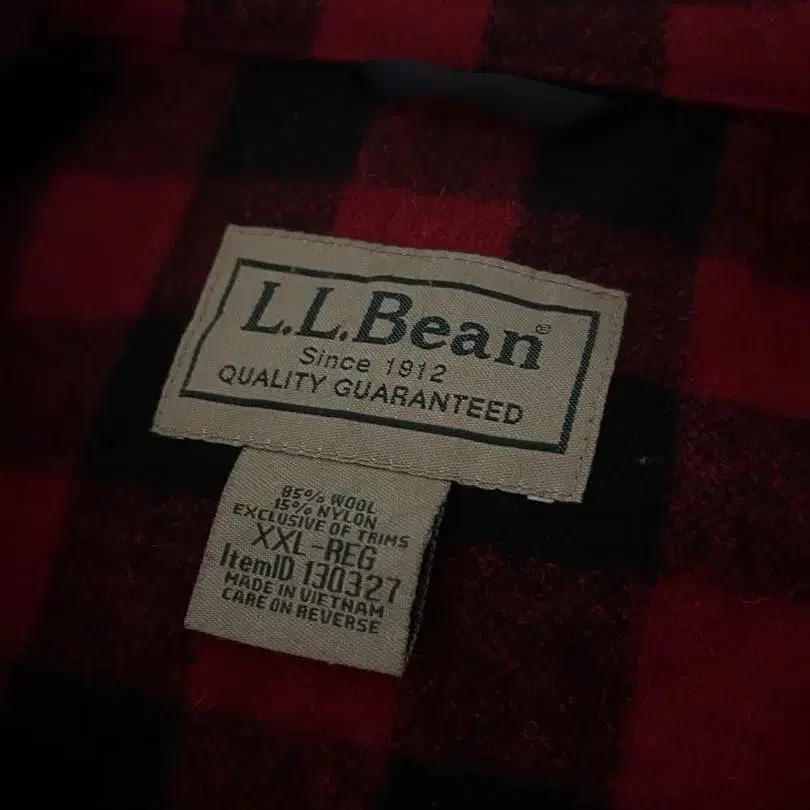 L.L.Bean®
Since 1912
QUALITY GUARANTEED
85% WOOL
15% NYLON
EXCLUSIVE OF TRIMS
XXL-REG
ItemID 130327
MADE IN VIETNAM
CARE ON REVERSE